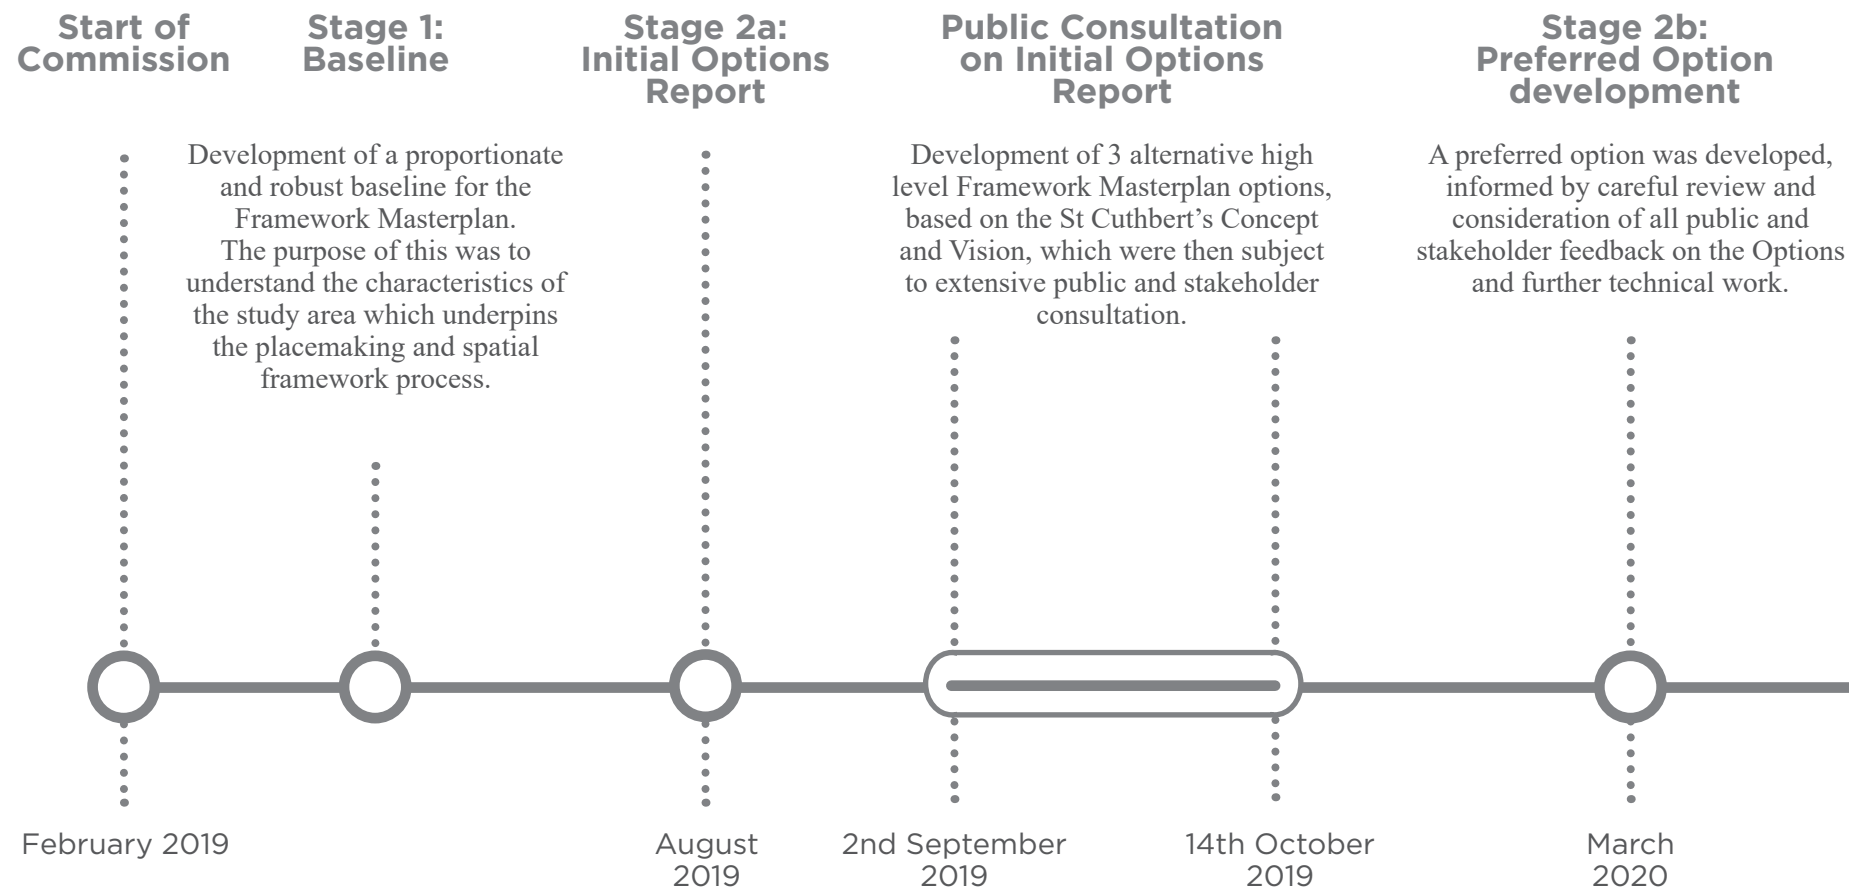 Start of
Commission
Stage 1:
Baseline
Development of a proportionate
and robust baseline for the
Framework Masterplan.
The purpose of this was to
understand the characteristics of
the study area which underpins
the placemaking and spatial
framework process.
Stage 2a:
Initial Options
Report
Public Consultation
on Initial Options
Report
Development of 3 alternative high
level Framework Masterplan options,
based on the St Cuthbert’s Concept
and Vision, which were then subject
to extensive public and stakeholder
consultation.
Stage 2b:
Preferred Option
development
A preferred option was developed,
informed by careful review and
consideration of all public and
stakeholder feedback on the Options
and further technical work.
February 2019
August
2019
2nd September
2019
14th October
2019
March
2020